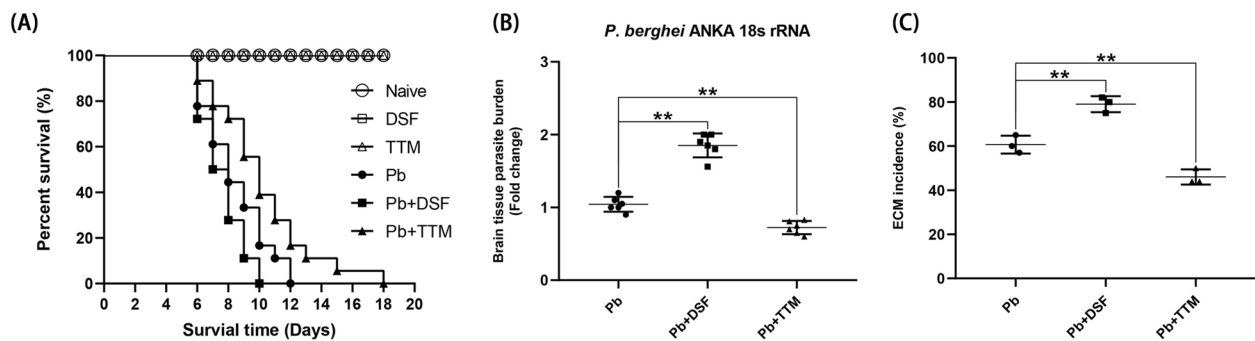 (A)
Percent survival (%)
100
80
60
40
20
0
0 2 4 6 8 10 12 14 16 18 20
Survial time (Days)
Naive
DSF
TTM
Pb
Pb+DSF
Pb+TTM
(B)
P. berghei ANKA 18s rRNA
Brain tissue parasite burden
(Fold change)
3
2
1
0
**
**
Pb
Pb+DSF
Pb+TTM
(C)
ECM incidence (%)
100
80
60
40
20
0
**
**
Pb
Pb+DSF
Pb+TTM